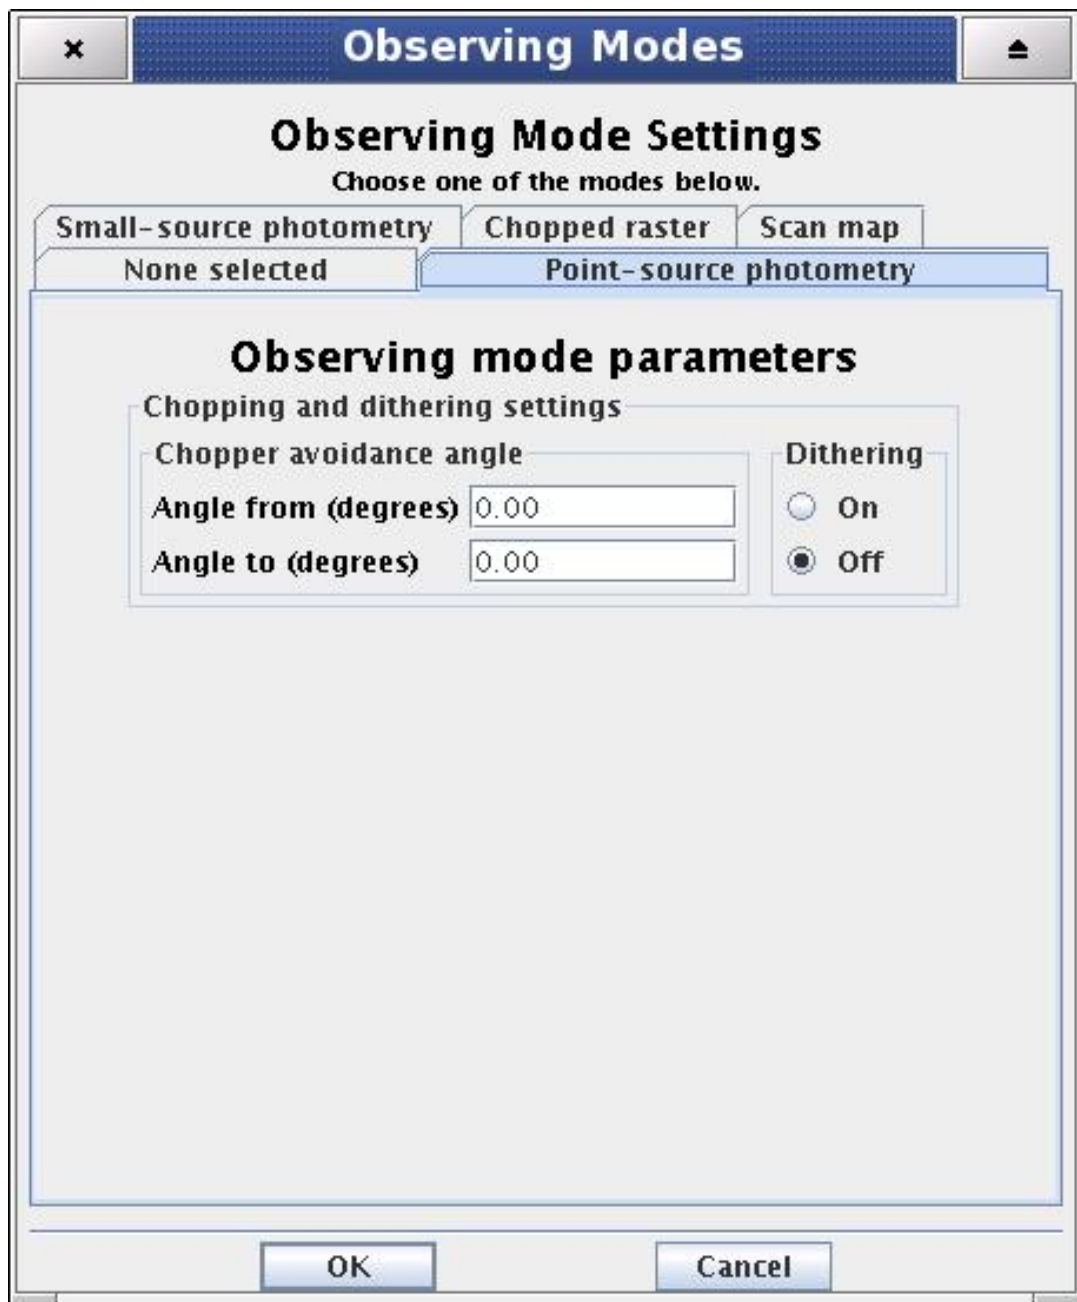 Observing Modes
Observing Mode Settings
Choose one of the modes below.
Small-source photometry Chopped raster Scan map
None selected Point-source photometry
Observing mode parameters
Chopping and dithering settings
Chopper avoidance angle Dithering
Angle from (degrees) 0.00 On
Angle to (degrees) 0.00 Off
OK Cancel